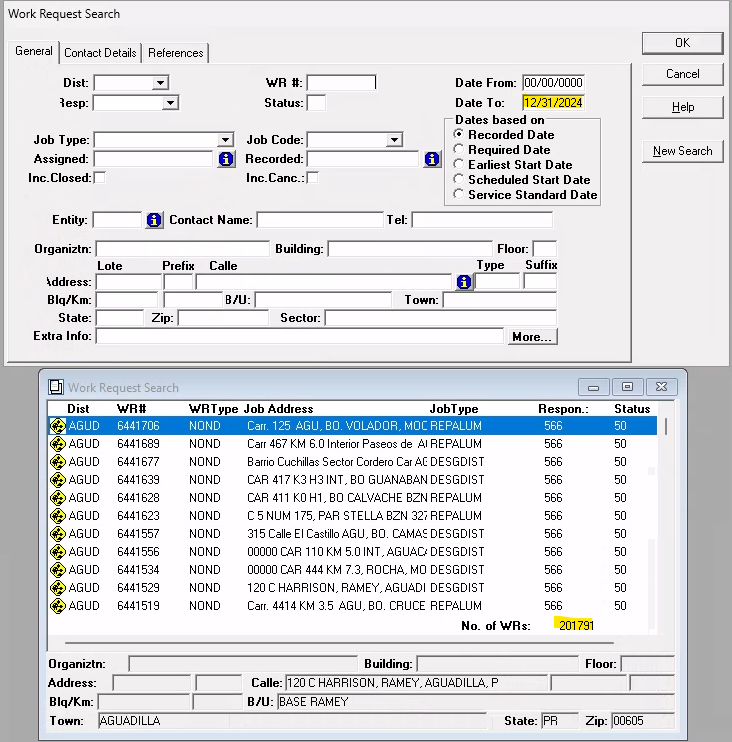 Work Request Search
General Contact Details References
OK
Cancel
Help
New Search
Dist: WR #: Date From: 00/00/0000
Resp: Status: Date To: 12/31/2024
Dates based on
Recorded Date
Required Date
Earliest Start Date
Scheduled Start Date
Service Standard Date
Job Type: Job Code:
Assigned: Recorded:
Inc.Closed: Inc.Canc.:
Entity: Contact Name: Tel:
Organiztn: Building: Floor:
Lote Prefix Calle Type Suffix
Address:
Blq/Km: B/U: Town:
State: Zip: Sector:
Extra Info: More...
Work Request Search
Dist WR# WRType Job Address JobType Respon.: Status
AGUD 6441706 NOND Carr. 125 AGU, BO. VOLADOR, MOC REPALUM 566 50
AGUD 6441689 NOND Carr 467 KM 6.0 Interior Paseos de AG REPALUM 566 50
AGUD 6441677 NOND Barrio Cuchillas Sector Cordero Car AG DESGDIST 566 50
AGUD 6441639 NOND CAR 417 K3 H3 INT, BO GUANABAN DESGDIST 566 50
AGUD 6441628 NOND CAR 411 K0 H1, BO CALVACHE BZN REPALUM 566 50
AGUD 6441623 NOND C 5 NUM 175, PAR STELLA BZN 327 REPALUM 566 50
AGUD 6441557 NOND 315 Calle El Castillo AGU, BO. CAMAS DESGDIST 566 50
AGUD 6441556 NOND 00000 CAR 110 KM 5.0 INT, AGUACA DESGDIST 566 50
AGUD 6441534 NOND 00000 CAR 444 KM 7.3, ROCHA, MO DESGDIST 566 50
AGUD 6441529 NOND 120 C HARRISON, RAMEY, AGUADI DESGDIST 566 50
AGUD 6441519 NOND Carr. 4414 KM 3.5 AGU, BO. CRUCE REPALUM 566 50
No. of WRs: 201791
Organiztn: Building: Floor:
Address: Calle: 120 C HARRISON, RAMEY, AGUADILLA, P
Blq/Km: B/U: BASE RAMEY
Town: AGUADILLA State: PR Zip: 00605